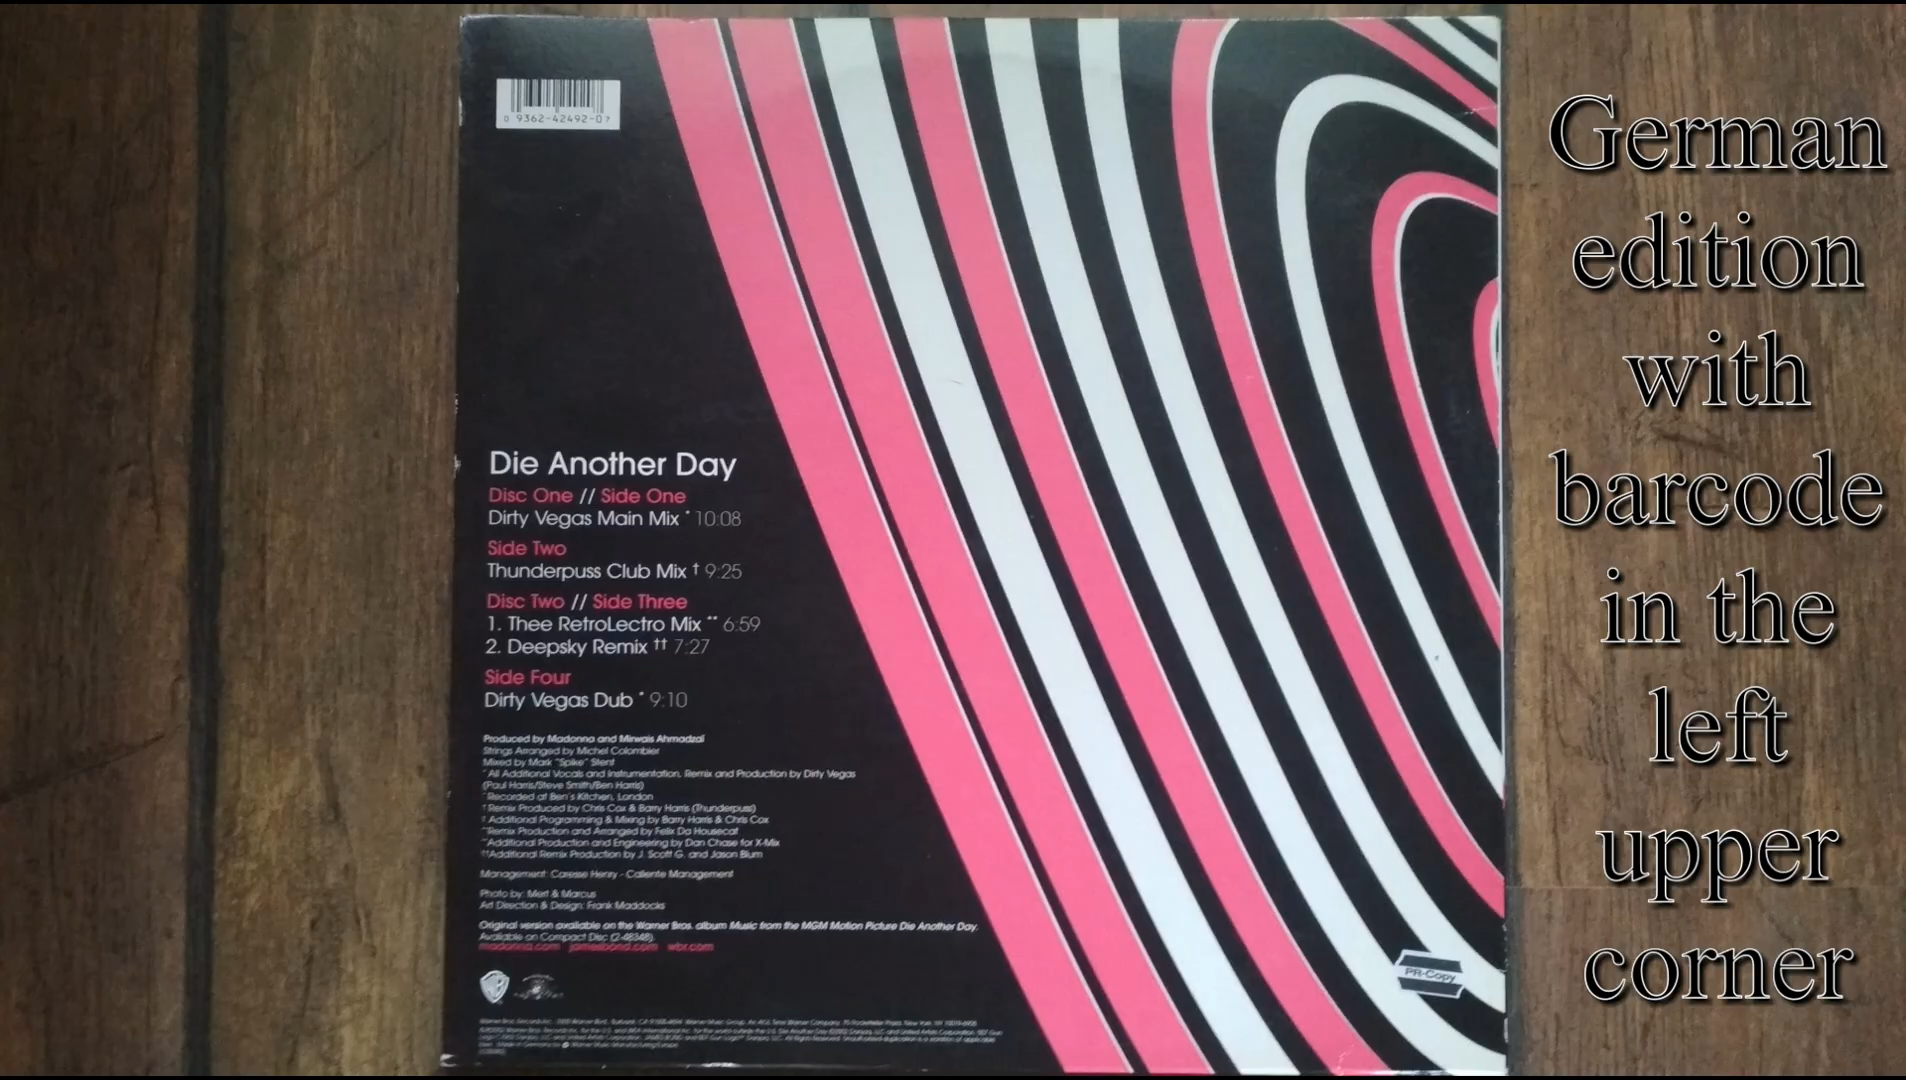 0 9362-42492-0 7
Die Another Day
Disc One // Side One
Dirty Vegas Main Mix * 10:08
Side Two
Thunderpuss Club Mix † 9:25
Disc Two // Side Three
1. Thee RetroLectro Mix ** 6:59
2. Deepsky Remix †† 7:27
Side Four
Dirty Vegas Dub * 9:10
Produced by Madonna and Mirwais Ahmadzaï
Strings Arranged by Michel Colombier
Mixed by Mark "Spike" Stent
*All Additional Vocals and Instrumentation, Remix and Production by Dirty Vegas
(Paul Harris/Steve Smith/Ben Harris)
*Recorded at Ben's Kitchen, London
†Remix Produced by Chris Cox & Barry Harris (Thunderpuss)
†Additional Programming & Mixing by Barry Harris & Chris Cox
**Remix Production and Arranged by Felix Da Housecat
**Additional Production and Engineering by Dan Chase for X-Mix
††Additional Remix Production by J. Scott G. and Jason Blum
Management: Caresse Henry - Caliente Management
Photo by: Mert & Marcus
Art Direction & Design: Frank Maddocks
Original version available on the Warner Bros. album Music from the MGM Motion Picture Die Another Day.
Available on Compact Disc (2-48348).
madonna.com jamesbond.com wbr.com
PR-Copy
German
edition
with
barcode
in the
left
upper
corner